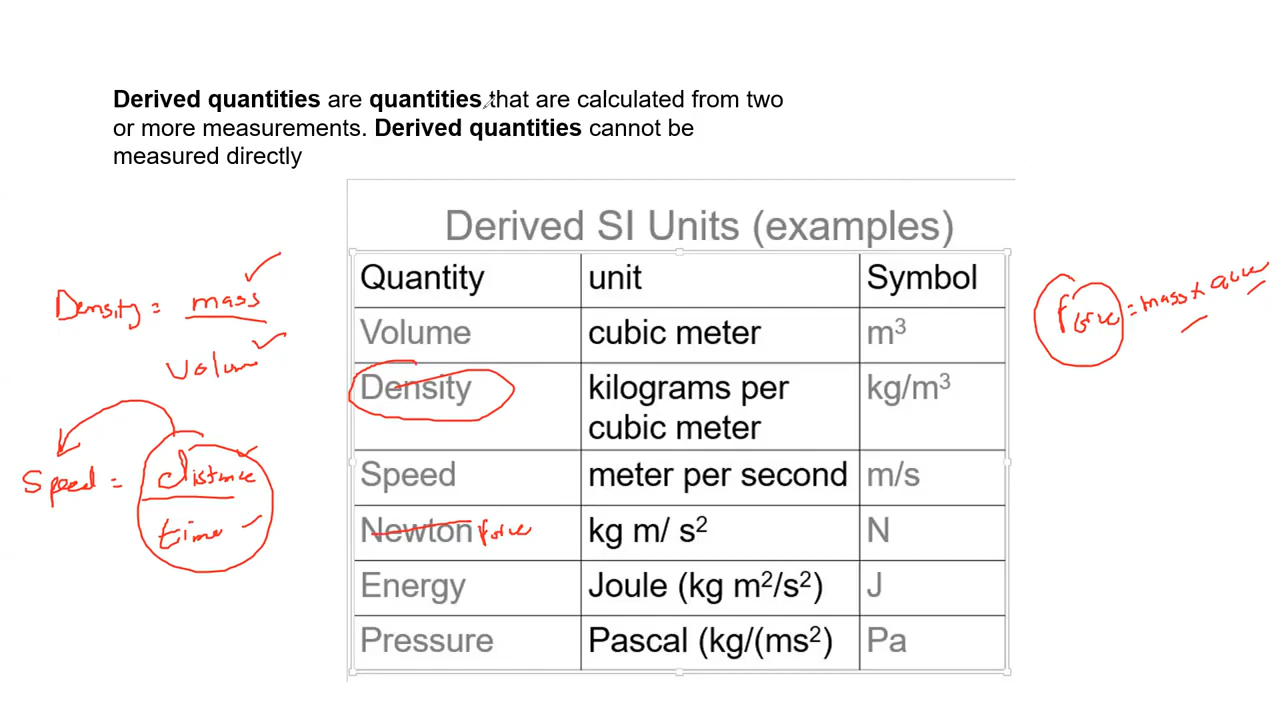 Derived quantities are quantities that are calculated from two
or more measurements. Derived quantities cannot be
measured directly
Derived SI Units (examples)
Quantity unit Symbol
Volume cubic meter m³
Density kilograms per kg/m³
cubic meter
Speed meter per second m/s
Newton force kg m/ s² N
Energy Joule (kg m²/s²) J
Pressure Pascal (kg/(ms²) Pa
Density = mass
Volume
Speed = distance
time
force = mass x